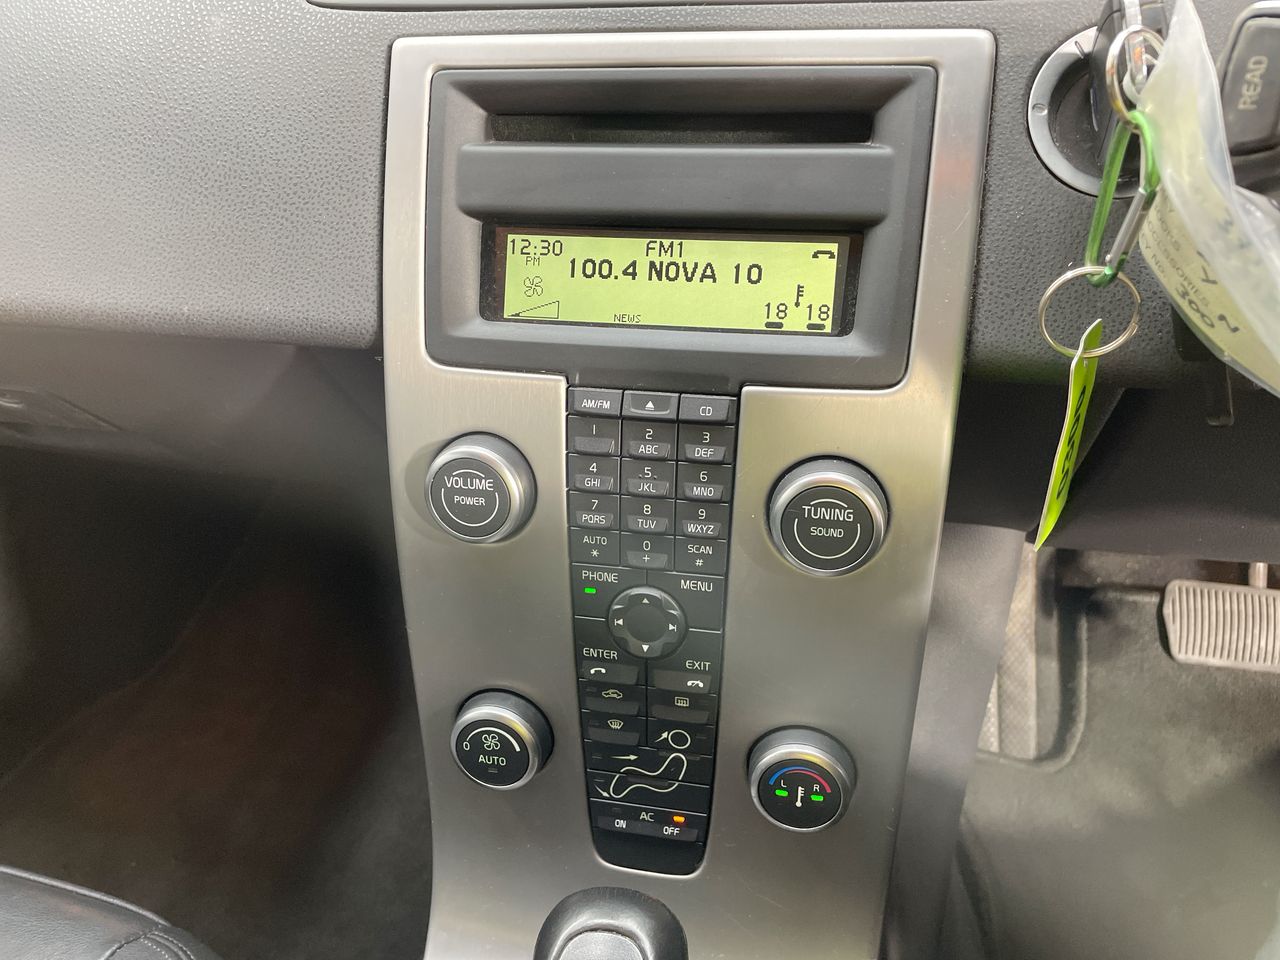 12:30 FM1
PM
100.4 NOVA 10
18 18
NEWS
READ
AM/FM CD
1 2 3
ABC DEF
4 5 6
GHI JKL MNO
7 8 9
PQRS TUV WXYZ
AUTO 0 SCAN
* + #
VOLUME
POWER
TUNING
SOUND
PHONE MENU
ENTER EXIT
0 AUTO
L R
AC
ON OFF
300